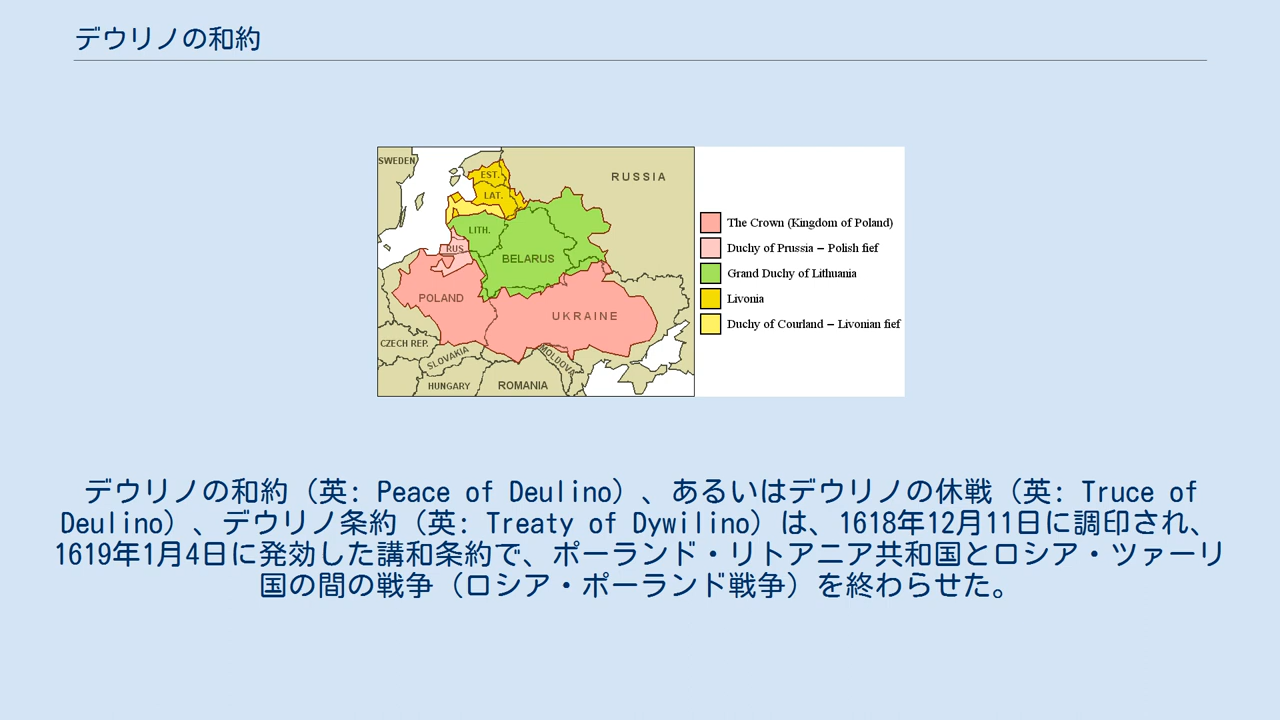 デウリノの和約
SWEDEN
EST.
RUSSIA
LAT.
LITH.
RUS
BELARUS
POLAND
UKRAINE
CZECH REP.
SLOVAKIA
MOLDOVA
HUNGARY
ROMANIA
The Crown (Kingdom of Poland)
Duchy of Prussia – Polish fief
Grand Duchy of Lithuania
Livonia
Duchy of Courland – Livonian fief
デウリノの和約（英: Peace of Deulino）、あるいはデウリノの休戦（英: Truce of
Deulino）、デウリノ条約（英: Treaty of Dywilino）は、1618年12月11日に調印され、
1619年1月4日に発効した講和条約で、ポーランド・リトアニア共和国とロシア・ツァーリ
国の間の戦争（ロシア・ポーランド戦争）を終わらせた。